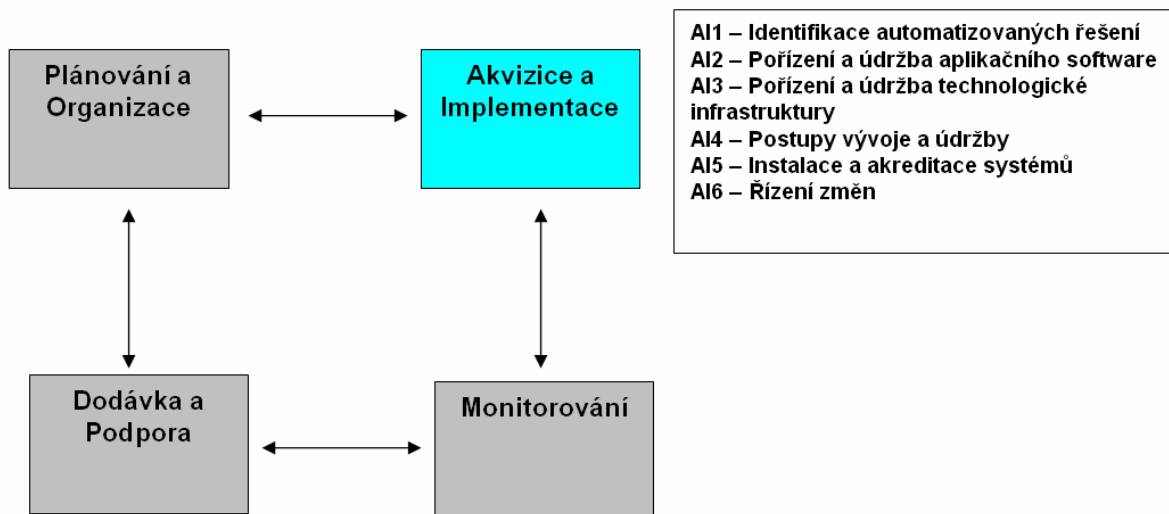 Plánování a
Organizace
Akvizice a
Implementace
AI1 – Identifikace automatizovaných řešení
AI2 – Pořízení a údržba aplikačního software
AI3 – Pořízení a údržba technologické
infrastruktury
AI4 – Postupy vývoje a údržby
AI5 – Instalace a akreditace systémů
AI6 – Řízení změn
Dodávka a
Podpora
Monitorování